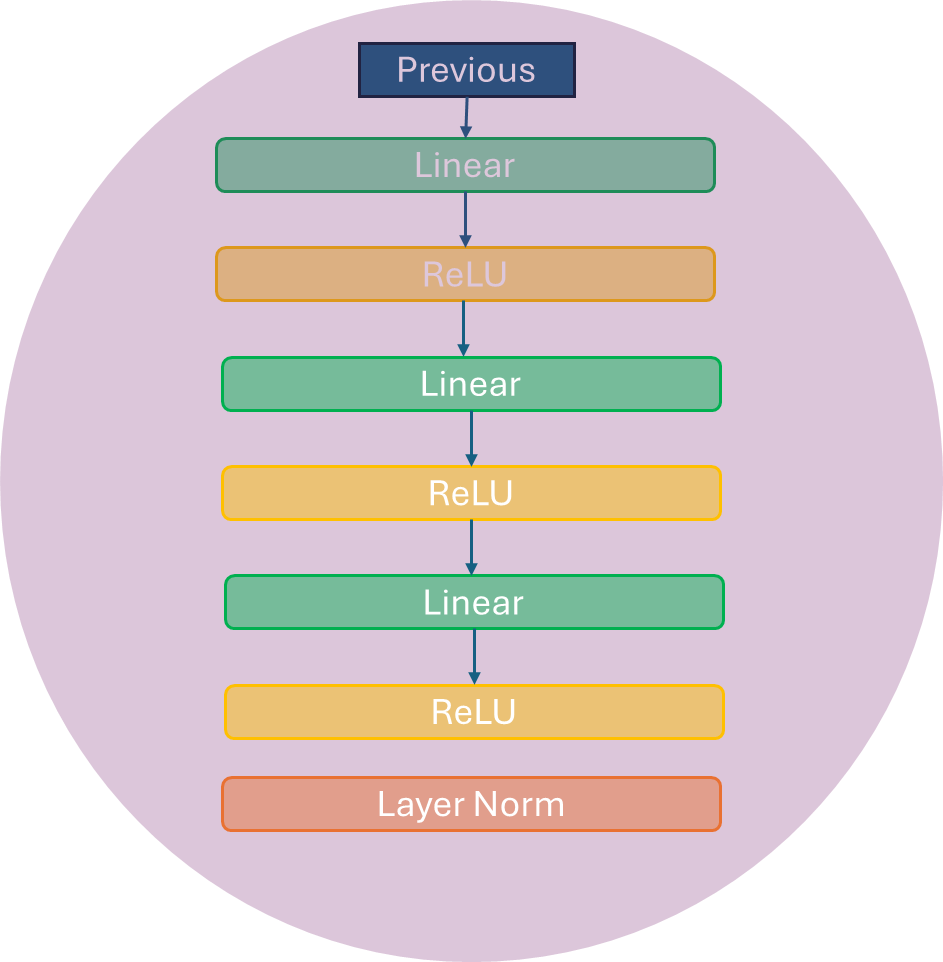 Previous
Linear
ReLU
Linear
ReLU
Linear
ReLU
Layer Norm